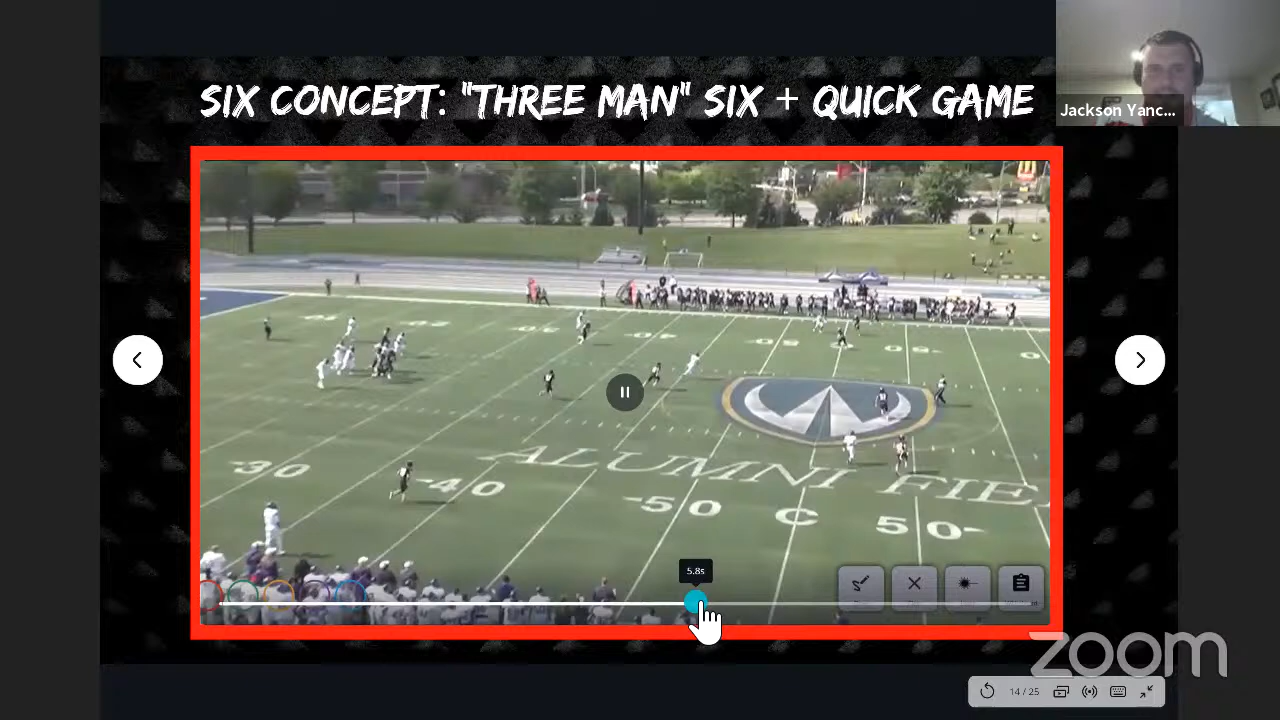 SIX CONCEPT: "THREE MAN" SIX + QUICK GAME
Jackson Yanc...
ALUMNI FIE
-30
-40
-50 C 50-
5.8s
zoom
14 / 25